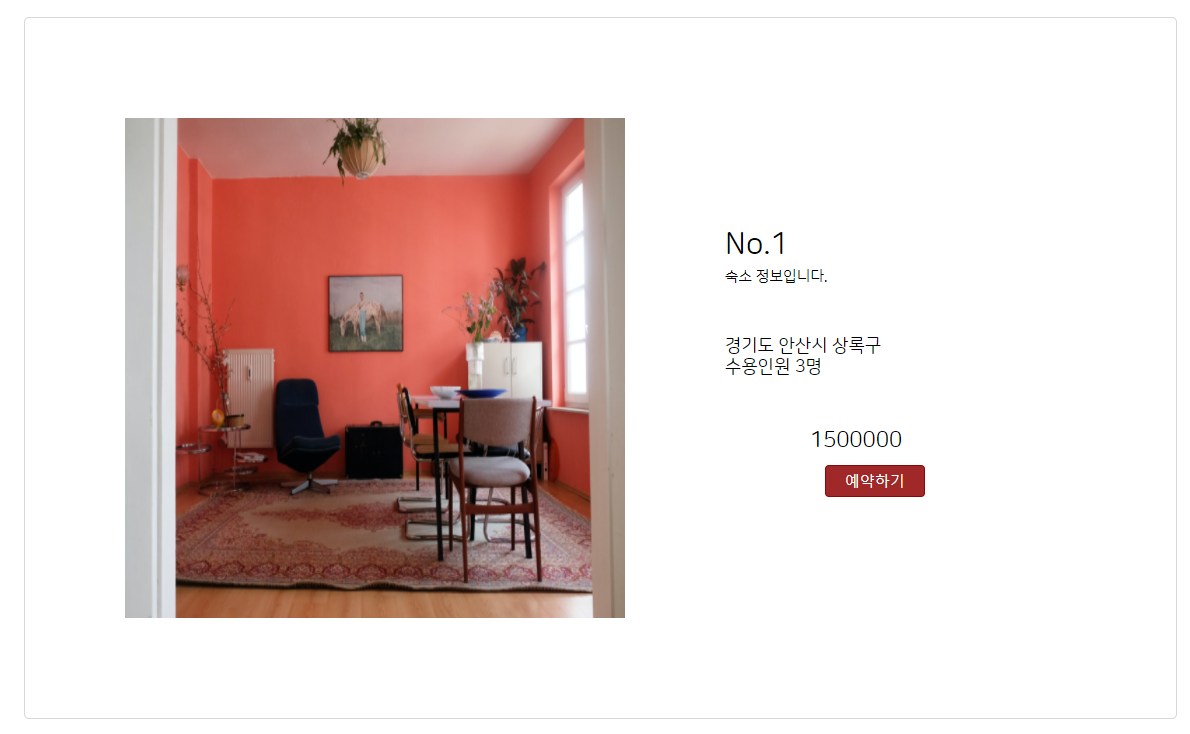 No.1
숙소 정보입니다.
경기도 안산시 상록구
수용인원 3명
1500000
예약하기